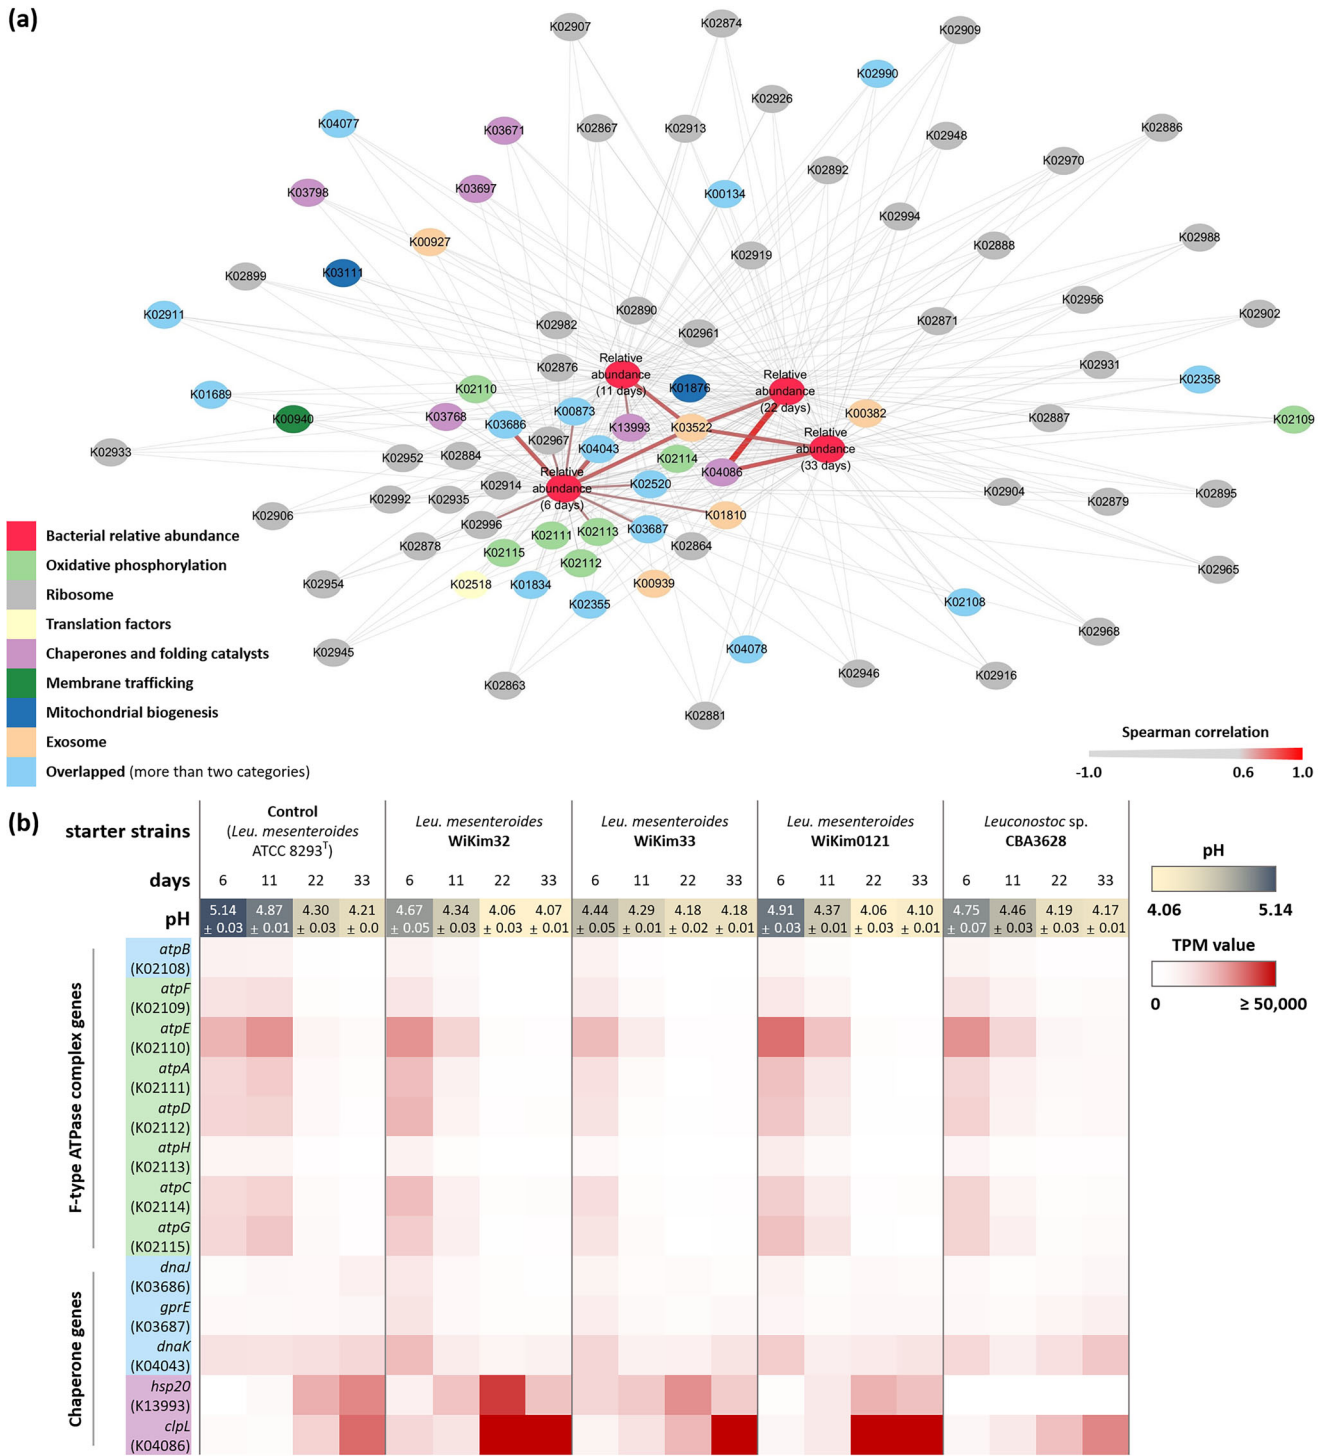 (a)
K02907
K02874
K02909
K02990
K02926
K04077
K03671
K02867
K02913
K02948
K02886
K02970
K02892
K03798
K03697
K00134
K02994
K00927
K02919
K02888
K02988
K02899
K03111
K02890
K02956
K02911
K02982
K02961
K02871
K02902
K02876
Relative
abundance
(11 days)
K01876
Relative
abundance
(22 days)
K02931
K02358
K01689
K02110
K00940
K03768
K03686
K00873
K13993
K03522
K00382
K02887
K02109
K02933
K02952
K02884
K02967
K04043
K02114
K04086
Relative
abundance
(33 days)
K02906
K02992
K02935
K02914
Relative
abundance
(6 days)
K02520
K01810
K02904
K02879
K02895
K02996
K02878
K02111
K02113
K03687
K02864
K02115
K02112
K02965
K02954
K02518
K01834
K00939
K02355
K02108
K02945
K04078
K02968
K02863
K02946
K02916
K02881
Bacterial relative abundance
Oxidative phosphorylation
Ribosome
Translation factors
Chaperones and folding catalysts
Membrane trafficking
Mitochondrial biogenesis
Exosome
Overlapped (more than two categories)
Spearman correlation
-1.0 0.6 1.0
(b)
starter strains
Control
(Leu. mesenteroides
ATCC 8293T)
Leu. mesenteroides
WiKim32
Leu. mesenteroides
WiKim33
Leu. mesenteroides
WiKim0121
Leuconostoc sp.
CBA3628
days 6 11 22 33 6 11 22 33 6 11 22 33 6 11 22 33 6 11 22 33
pH 5.14 4.87 4.30 4.21 4.67 4.34 4.06 4.07 4.44 4.29 4.18 4.18 4.91 4.37 4.06 4.10 4.75 4.46 4.19 4.17
± 0.03 ± 0.01 ± 0.03 ± 0.0 ± 0.05 ± 0.01 ± 0.03 ± 0.01 ± 0.05 ± 0.01 ± 0.02 ± 0.01 ± 0.03 ± 0.01 ± 0.03 ± 0.01 ± 0.07 ± 0.03 ± 0.03 ± 0.01
F-type ATPase complex genes
atpB
(K02108)
atpF
(K02109)
atpE
(K02110)
atpA
(K02111)
atpD
(K02112)
atpH
(K02113)
atpC
(K02114)
atpG
(K02115)
Chaperone genes
dnaJ
(K03686)
gprE
(K03687)
dnaK
(K04043)
hsp20
(K13993)
clpL
(K04086)
pH
4.06 5.14
TPM value
0 ≥ 50,000